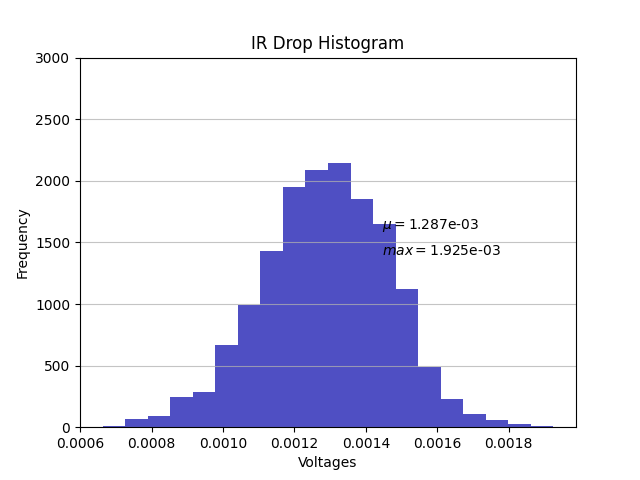 IR Drop Histogram
3000
2500
2000
1500
1000
500
0
Frequency
μ = 1.287e-03
max = 1.925e-03
0.0006 0.0008 0.0010 0.0012 0.0014 0.0016 0.0018
Voltages